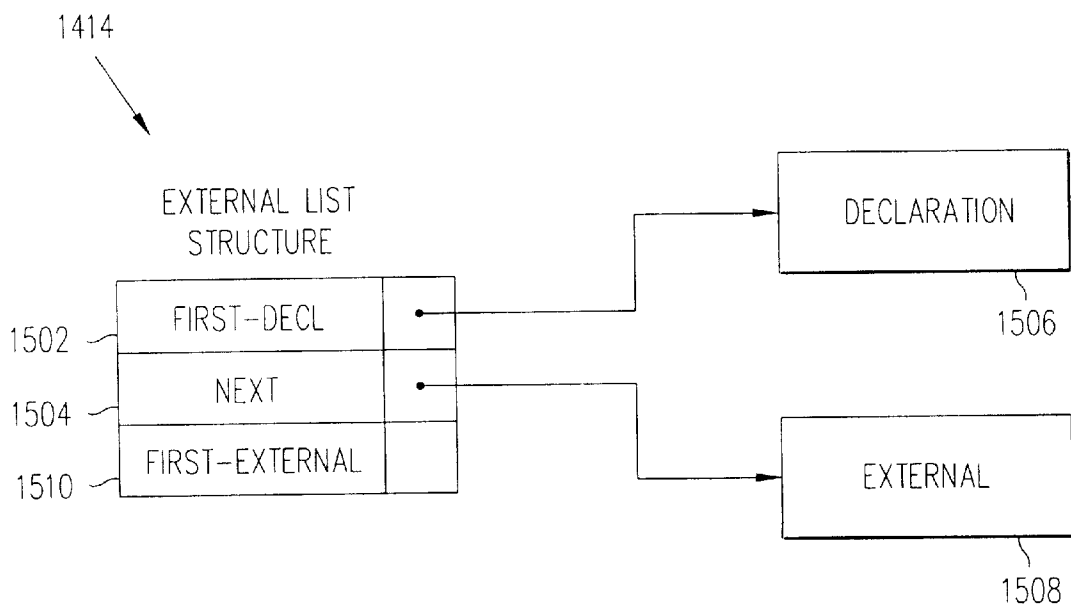 1414
EXTERNAL LIST
STRUCTURE
FIRST-DECL
NEXT
FIRST-EXTERNAL
1502
1504
1510
DECLARATION
1506
EXTERNAL
1508